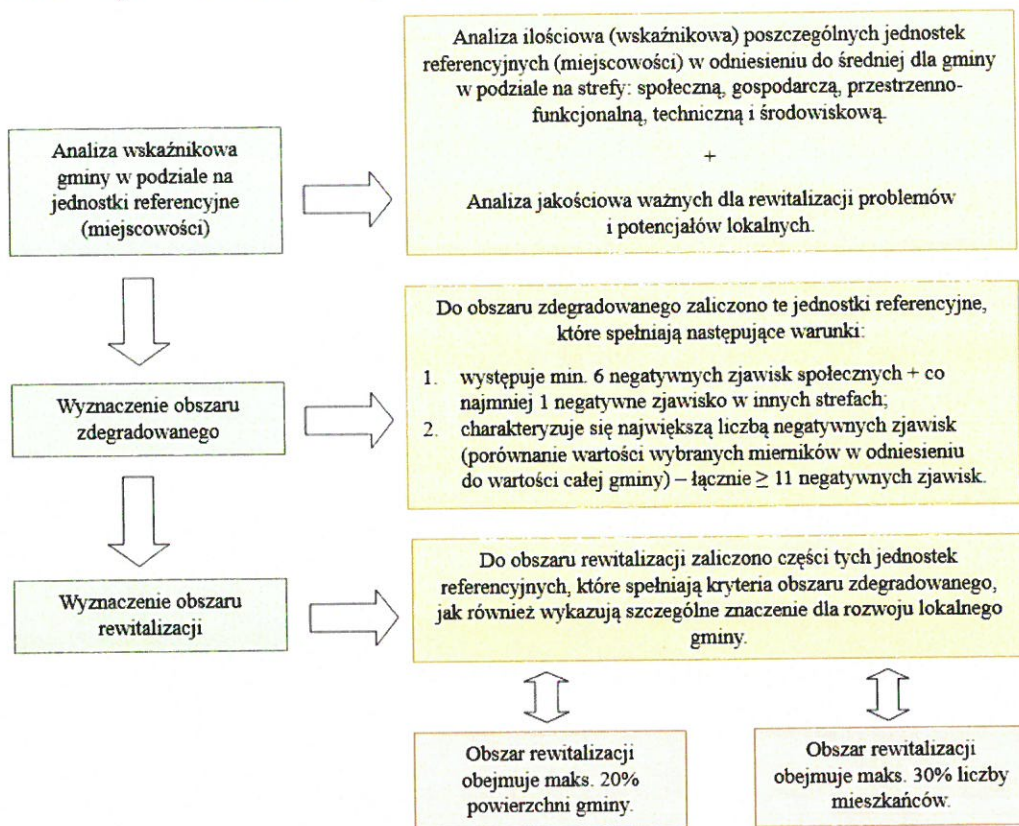 Analiza wskaźnikowa
gminy w podziale na
jednostki referencyjne
(miejscowości)
Analiza ilościowa (wskaźnikowa) poszczególnych jednostek
referencyjnych (miejscowości) w odniesieniu do średniej dla gminy
w podziale na strefy: społeczną, gospodarczą, przestrzenno-
funkcjonalną, techniczną i środowiskową.
+
Analiza jakościowa ważnych dla rewitalizacji problemów
i potencjałów lokalnych.
Wyznaczenie obszaru
zdegradowanego
Do obszaru zdegradowanego zaliczono te jednostki referencyjne,
które spełniają następujące warunki:
1. występuje min. 6 negatywnych zjawisk społecznych + co
najmniej 1 negatywne zjawisko w innych strefach;
2. charakteryzuje się największą liczbą negatywnych zjawisk
(porównanie wartości wybranych mierników w odniesieniu
do wartości całej gminy) – łącznie ≥ 11 negatywnych zjawisk.
Wyznaczenie obszaru
rewitalizacji
Do obszaru rewitalizacji zaliczono części tych jednostek
referencyjnych, które spełniają kryteria obszaru zdegradowanego,
jak również wykazują szczególne znaczenie dla rozwoju lokalnego
gminy.
Obszar rewitalizacji
obejmuje maks. 20%
powierzchni gminy.
Obszar rewitalizacji
obejmuje maks. 30% liczby
mieszkańców.